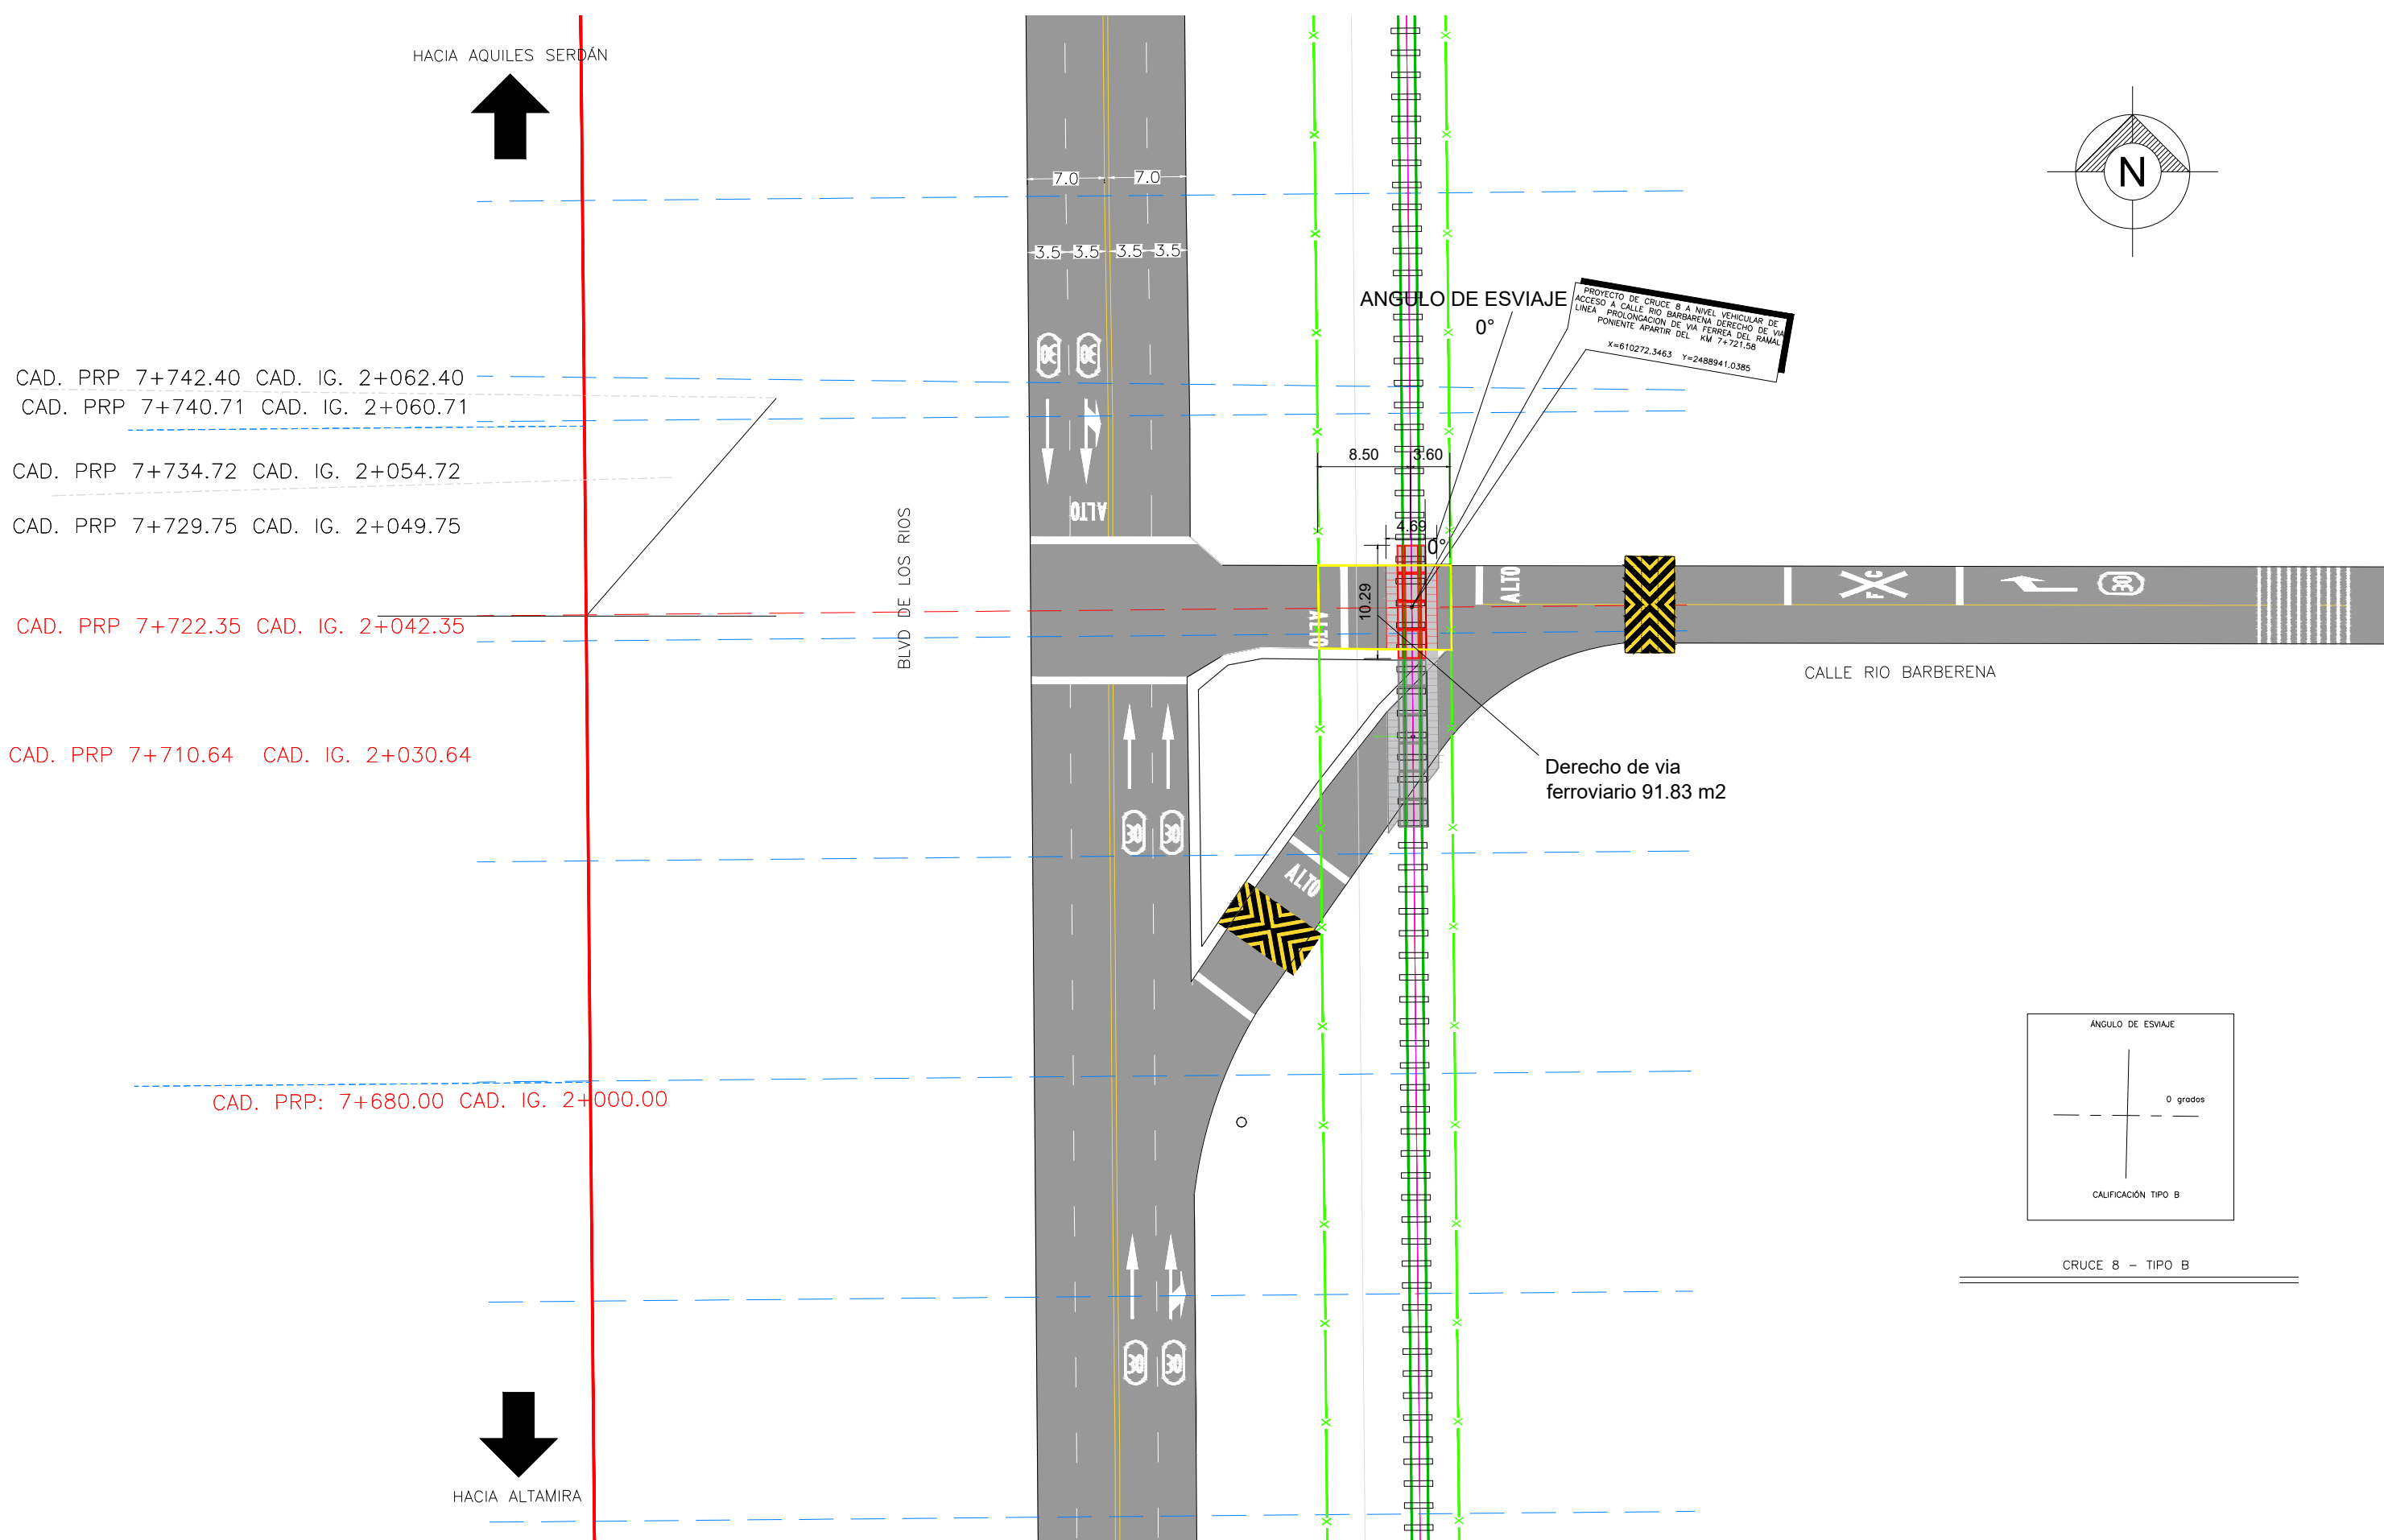 HACIA AQUILES SERDÁN
N
7.0 7.0
3.5 3.5 3.5 3.5
ANGULO DE ESVIAJE
0°
PROYECTO DE CRUCE 8 A NIVEL VEHICULAR DE
ACCESO A CALLE RIO BARBARENA DERECHO DE VIA
LINEA PROLONGACION DE VIA FERREA DEL RAMAL
PONIENTE APARTIR DEL KM 7+721.58
X=610272.3463 Y=2488941.0385
30 30
CAD. PRP 7+742.40 CAD. IG. 2+062.40
CAD. PRP 7+740.71 CAD. IG. 2+060.71
CAD. PRP 7+734.72 CAD. IG. 2+054.72
CAD. PRP 7+729.75 CAD. IG. 2+049.75
CAD. PRP 7+722.35 CAD. IG. 2+042.35
CAD. PRP 7+710.64 CAD. IG. 2+030.64
CAD. PRP: 7+680.00 CAD. IG. 2+000.00
8.50 3.60
ALTO
4.69
0°
10.29
BLVD DE LOS RIOS
ALTO
ALTO
F C
30
CALLE RIO BARBERENA
Derecho de via
ferroviario 91.83 m2
30 30
ALTO
ÁNGULO DE ESVIAJE
0 grados
CALIFICACIÓN TIPO B
CRUCE 8 – TIPO B
30 30
HACIA ALTAMIRA